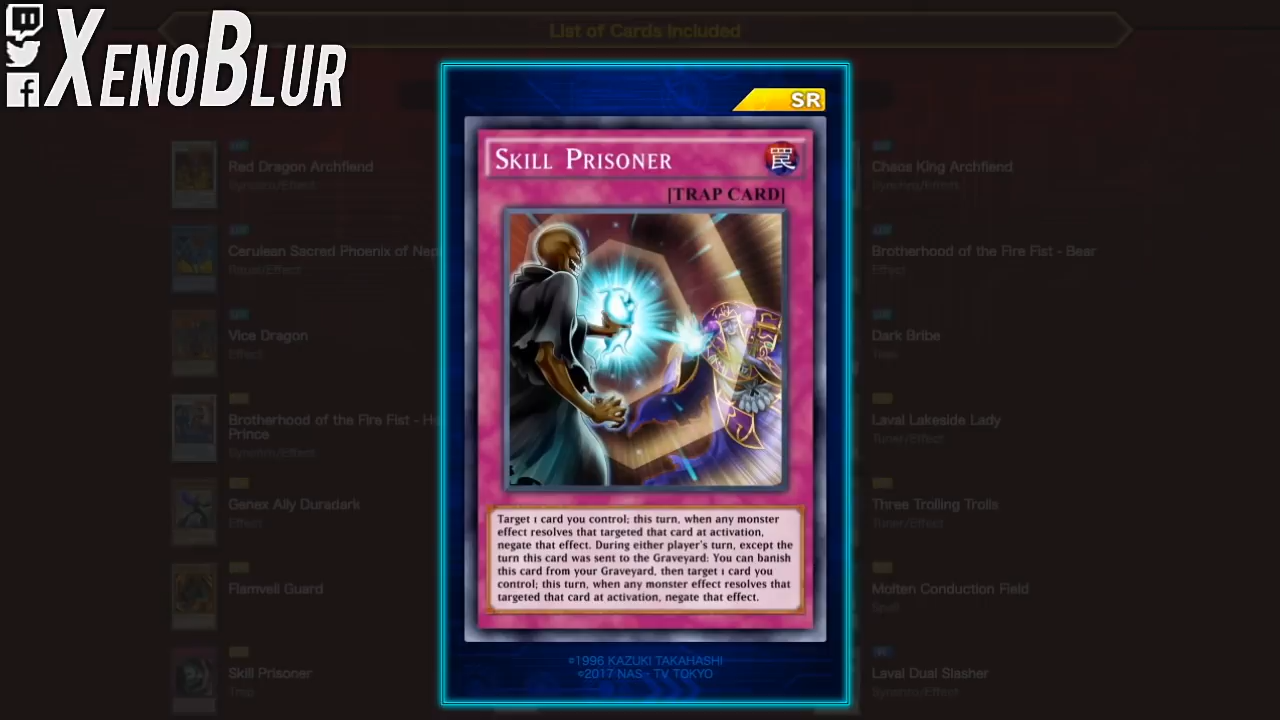 XENOBLUR
List of Cards Included
SR
SKILL PRISONER
罠
[TRAP CARD]
Target 1 card you control; this turn, when any monster
effect resolves that targeted that card at activation,
negate that effect. During either player's turn, except the
turn this card was sent to the Graveyard: You can banish
this card from your Graveyard, then target 1 card you
control; this turn, when any monster effect resolves that
targeted that card at activation, negate that effect.
©1996 KAZUKI TAKAHASHI
©2017 NAS - TV TOKYO
Red Dragon Archfiend
Synchro/Effect
Cerulean Sacred Phoenix of Nep
Ritual/Effect
Vice Dragon
Effect
Brotherhood of the Fire Fist - Ho
Prince
Synchro/Effect
Genex Ally Duradark
Effect
Flamvell Guard
Skill Prisoner
Trap
Chaos King Archfiend
Synchro/Effect
Brotherhood of the Fire Fist - Bear
Effect
Dark Bribe
Trap
Laval Lakeside Lady
Tuner/Effect
Three Trolling Trolls
Tuner/Effect
Molten Conduction Field
Spell
Laval Dual Slasher
Synchro/Effect